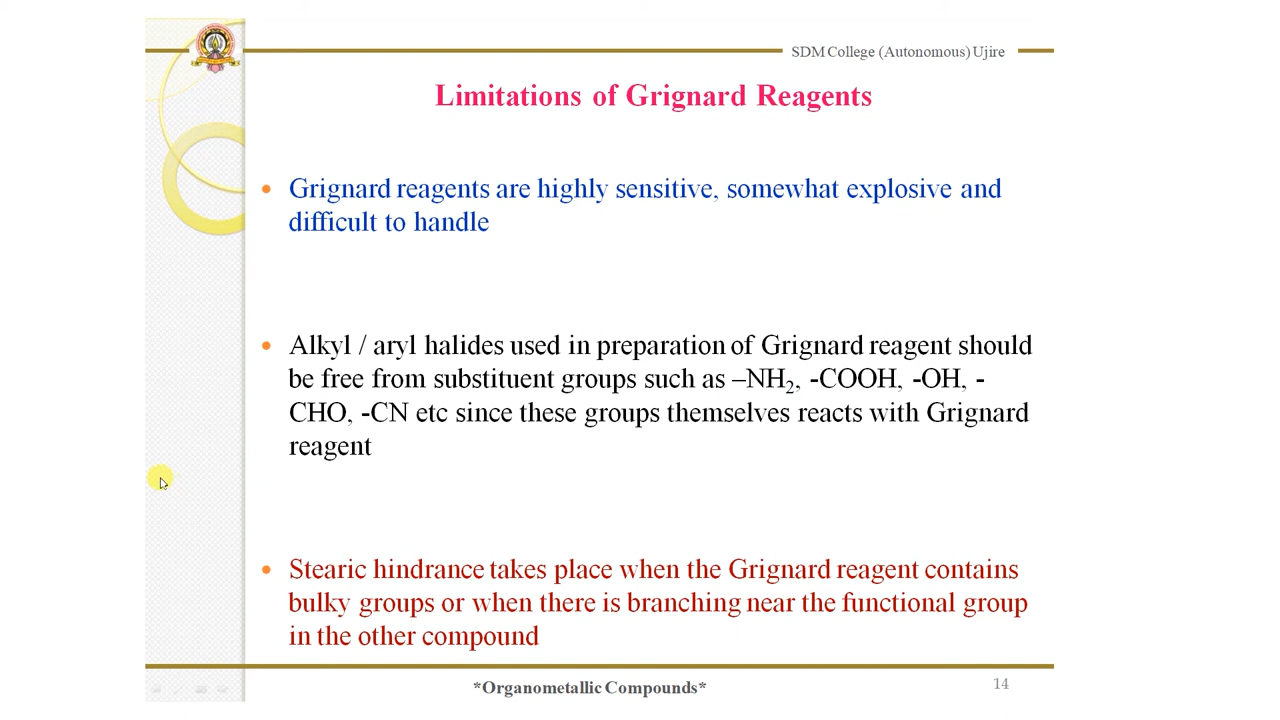 SDM College (Autonomous) Ujire
Limitations of Grignard Reagents
• Grignard reagents are highly sensitive, somewhat explosive and
difficult to handle
• Alkyl / aryl halides used in preparation of Grignard reagent should
be free from substituent groups such as –NH₂, -COOH, -OH, -
CHO, -CN etc since these groups themselves reacts with Grignard
reagent
• Stearic hindrance takes place when the Grignard reagent contains
bulky groups or when there is branching near the functional group
in the other compound
*Organometallic Compounds*
14